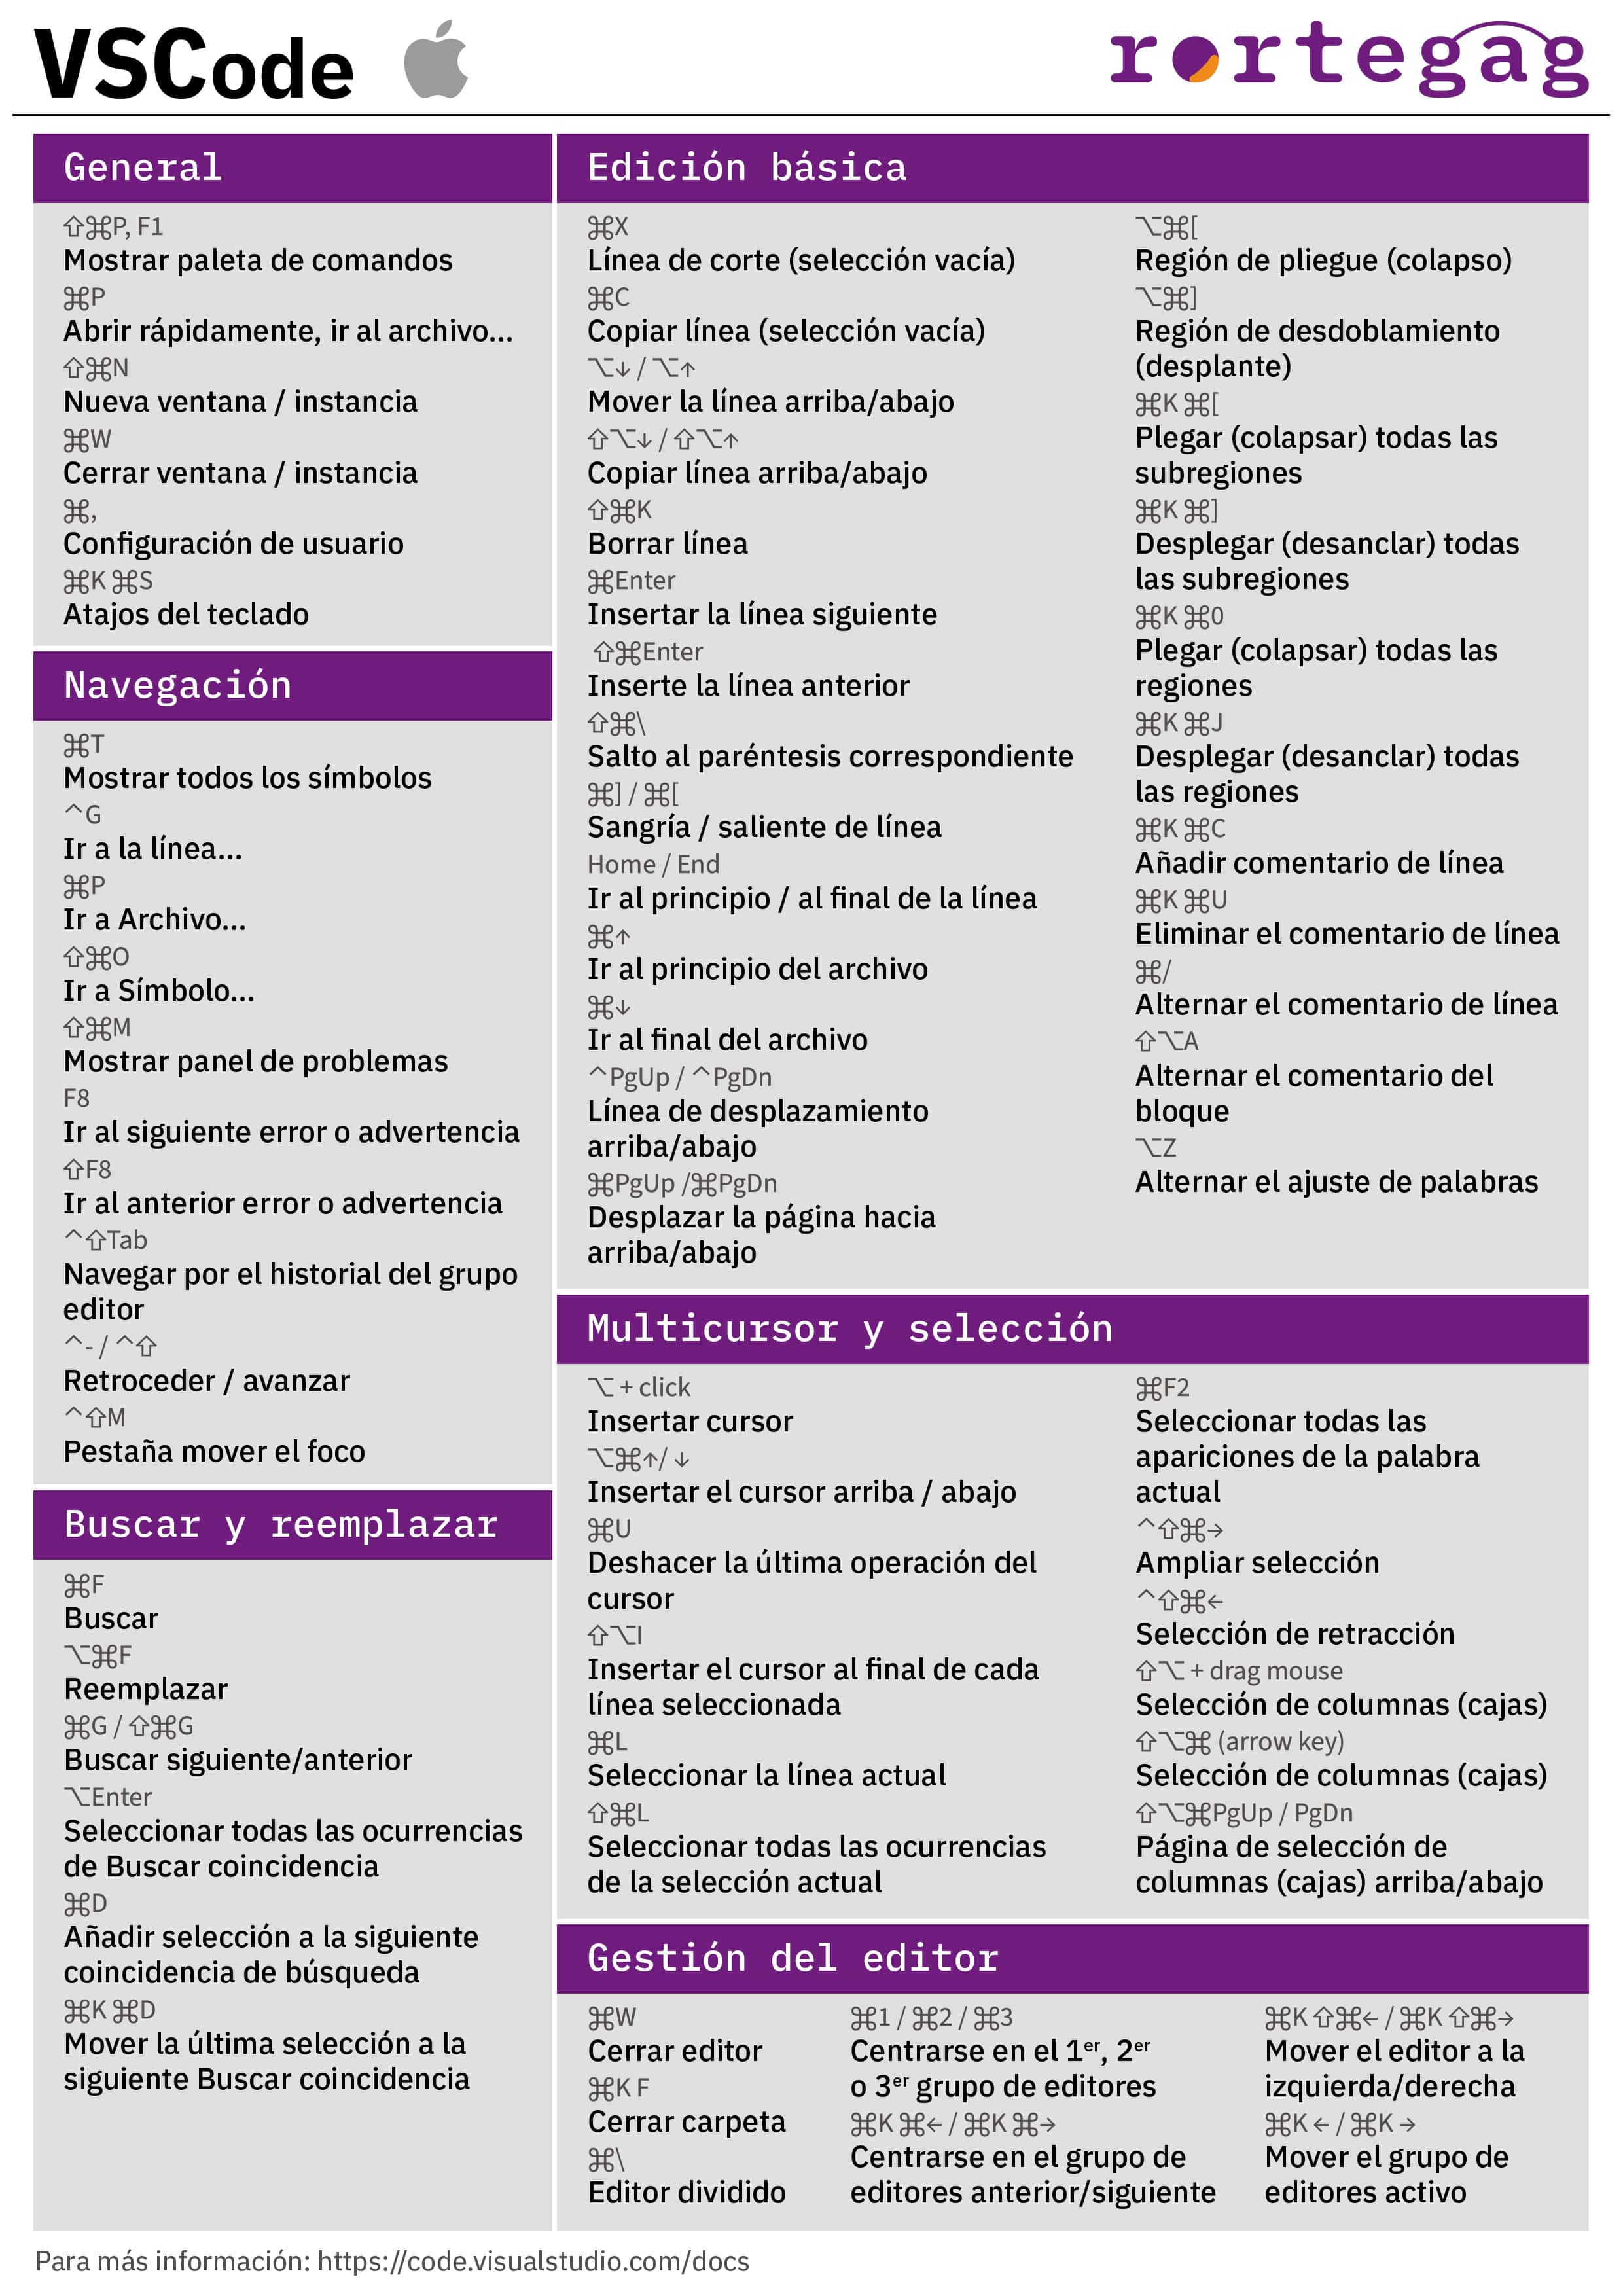 VSCode
rortegag
General
⇧⌘P, F1
Mostrar paleta de comandos
⌘P
Abrir rápidamente, ir al archivo...
⇧⌘N
Nueva ventana / instancia
⌘W
Cerrar ventana / instancia
⌘,
Configuración de usuario
⌘K ⌘S
Atajos del teclado
Navegación
⌘T
Mostrar todos los símbolos
^G
Ir a la línea...
⌘P
Ir a Archivo...
⇧⌘O
Ir a Símbolo...
⇧⌘M
Mostrar panel de problemas
F8
Ir al siguiente error o advertencia
⇧F8
Ir al anterior error o advertencia
^⇧Tab
Navegar por el historial del grupo
editor
^- / ^⇧
Retroceder / avanzar
^⇧M
Pestaña mover el foco
Buscar y reemplazar
⌘F
Buscar
⌥⌘F
Reemplazar
⌘G / ⇧⌘G
Buscar siguiente/anterior
⌥Enter
Seleccionar todas las ocurrencias
de Buscar coincidencia
⌘D
Añadir selección a la siguiente
coincidencia de búsqueda
⌘K ⌘D
Mover la última selección a la
siguiente Buscar coincidencia
Edición básica
⌘X
Línea de corte (selección vacía)
⌘C
Copiar línea (selección vacía)
⌥↓ / ⌥↑
Mover la línea arriba/abajo
⇧⌥↓ / ⇧⌥↑
Copiar línea arriba/abajo
⇧⌘K
Borrar línea
⌘Enter
Insertar la línea siguiente
⇧⌘Enter
Inserte la línea anterior
⇧⌘\
Salto al paréntesis correspondiente
⌘] / ⌘[
Sangría / saliente de línea
Home / End
Ir al principio / al final de la línea
⌘↑
Ir al principio del archivo
⌘↓
Ir al final del archivo
^PgUp / ^PgDn
Línea de desplazamiento
arriba/abajo
⌘PgUp /⌘PgDn
Desplazar la página hacia
arriba/abajo
⌥⌘[
Región de pliegue (colapso)
⌥⌘]
Región de desdoblamiento
(desplante)
⌘K ⌘[
Plegar (colapsar) todas las
subregiones
⌘K ⌘]
Desplegar (desanclar) todas
las subregiones
⌘K ⌘0
Plegar (colapsar) todas las
regiones
⌘K ⌘J
Desplegar (desanclar) todas
las regiones
⌘K ⌘C
Añadir comentario de línea
⌘K ⌘U
Eliminar el comentario de línea
⌘/
Alternar el comentario de línea
⇧⌥A
Alternar el comentario del
bloque
⌥Z
Alternar el ajuste de palabras
Multicursor y selección
⌥ + click
Insertar cursor
⌥⌘↑/ ↓
Insertar el cursor arriba / abajo
⌘U
Deshacer la última operación del
cursor
⇧⌥I
Insertar el cursor al final de cada
línea seleccionada
⌘L
Seleccionar la línea actual
⇧⌘L
Seleccionar todas las ocurrencias
de la selección actual
⌘F2
Seleccionar todas las
apariciones de la palabra
actual
^⇧⌘→
Ampliar selección
^⇧⌘←
Selección de retracción
⇧⌥ + drag mouse
Selección de columnas (cajas)
⇧⌥⌘ (arrow key)
Selección de columnas (cajas)
⇧⌥⌘PgUp / PgDn
Página de selección de
columnas (cajas) arriba/abajo
Gestión del editor
⌘W
Cerrar editor
⌘K F
Cerrar carpeta
⌘\
Editor dividido
⌘1 / ⌘2 / ⌘3
Centrarse en el 1er, 2er
o 3er grupo de editores
⌘K ⌘← / ⌘K ⌘→
Centrarse en el grupo de
editores anterior/siguiente
⌘K ⇧⌘← / ⌘K ⇧⌘→
Mover el editor a la
izquierda/derecha
⌘K ← / ⌘K →
Mover el grupo de
editores activo
Para más información: https://code.visualstudio.com/docs